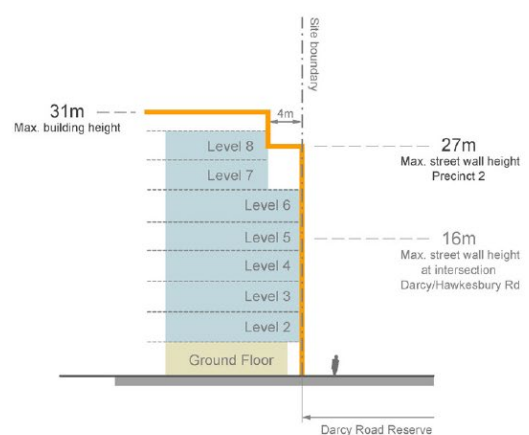 Site boundary
31m
Max. building height
4m
27m
Max. street wall height
Precinct 2
Level 8
Level 7
Level 6
Level 5
16m
Max. street wall height
at intersection
Darcy/Hawkesbury Rd
Level 4
Level 3
Level 2
Ground Floor
Darcy Road Reserve